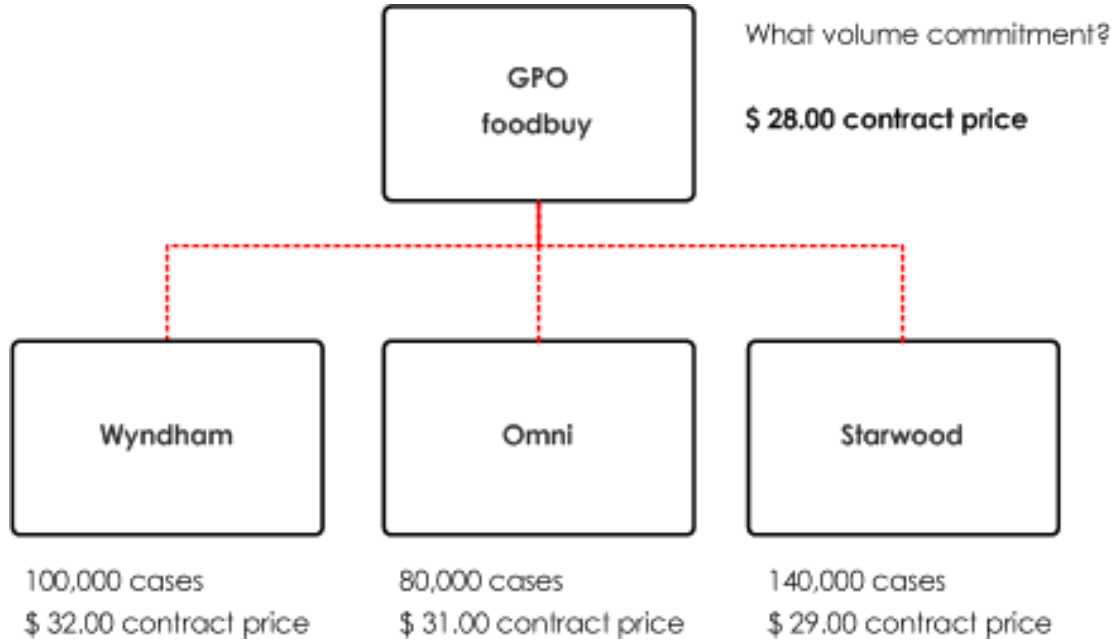 What volume commitment?
GPO
foodbuy
$ 28.00 contract price
Wyndham
Omni
Starwood
100,000 cases
$ 32.00 contract price
80,000 cases
$ 31.00 contract price
140,000 cases
$ 29.00 contract price